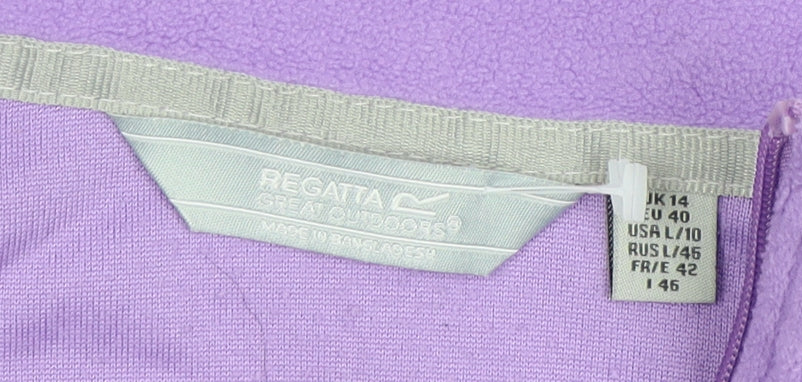 REGATTA
GREAT OUTDOORS®
MADE IN BANGLADESH
UK 14
EU 40
USA L/10
RUS L/46
FR/E 42
I 46